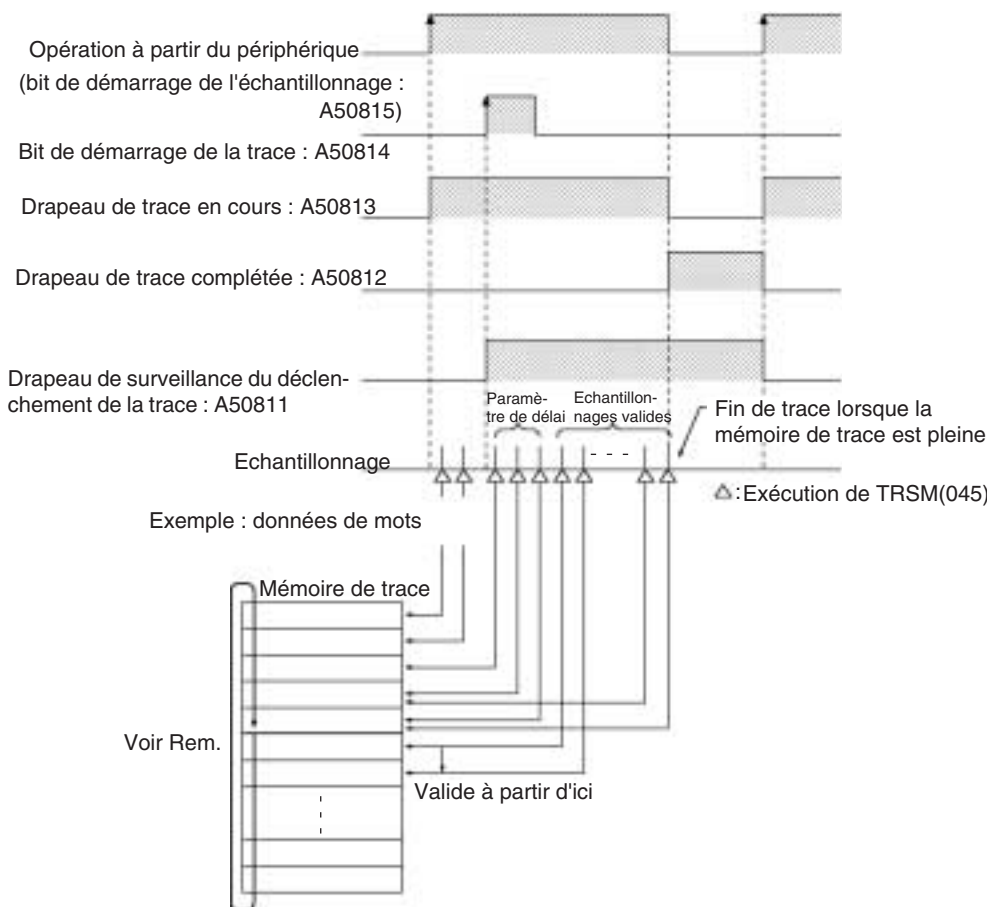 Opération à partir du périphérique
(bit de démarrage de l'échantillonnage :
A50815)
Bit de démarrage de la trace : A50814
Drapeau de trace en cours : A50813
Drapeau de trace complétée : A50812
Drapeau de surveillance du déclen-
chement de la trace : A50811
Paramè-
tre de délai
Echantillon-
nages valides
Fin de trace lorsque la
mémoire de trace est pleine
Echantillonnage
:Exécution de TRSM(045)
Exemple : données de mots
Mémoire de trace
Voir Rem.
Valide à partir d'ici